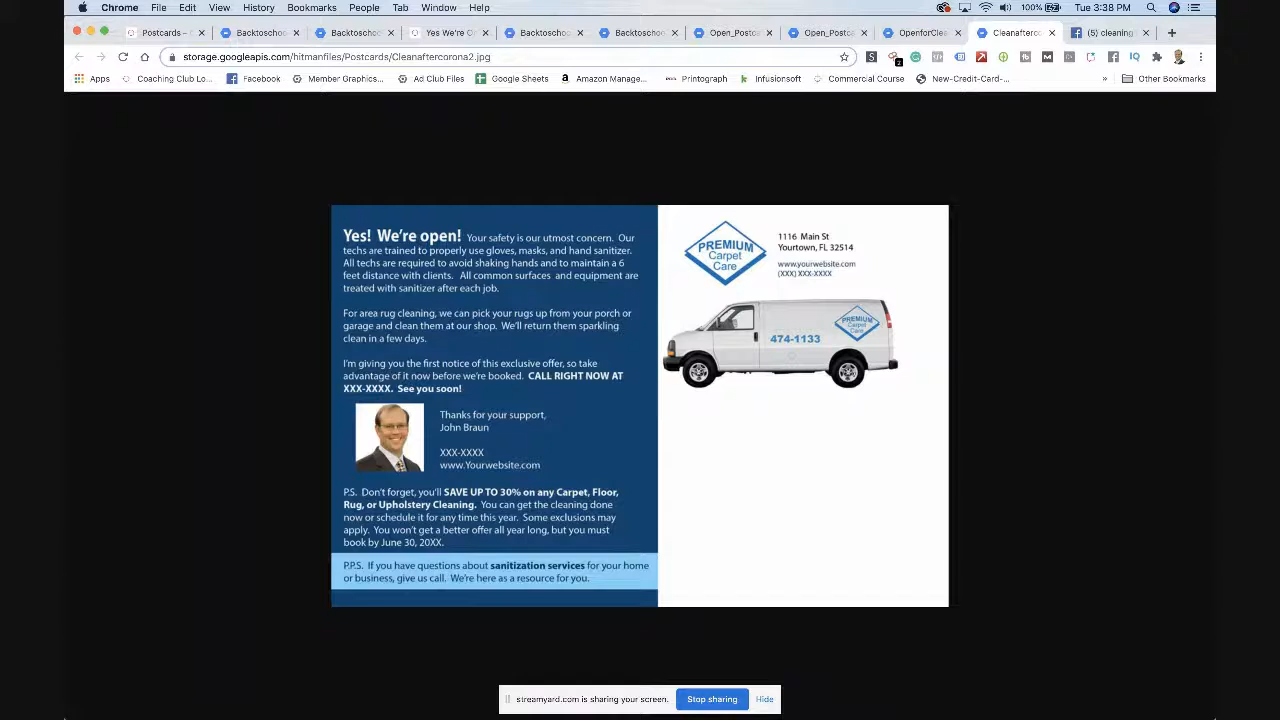 Chrome File Edit View History Bookmarks People Tab Window Help 100% Tue 3:38 PM
Postcards – Backtoschoo Backtoschoo Yes We're O Backtoschoo Backtoschoo Open_Postca Open_Postca OpenforClea Cleanaftercoro (5) cleaning
storage.googleapis.com/hitmanfiles/Postcards/Cleanaftercorona2.jpg
Apps Coaching Club Lo... Facebook Member Graphics... Ad Club Files Google Sheets Amazon Manage... Printograph Infusionsoft Commercial Course New-Credit-Card-... » Other Bookmarks
Yes! We're open! Your safety is our utmost concern. Our
techs are trained to properly use gloves, masks, and hand sanitizer.
All techs are required to avoid shaking hands and to maintain a 6
feet distance with clients. All common surfaces and equipment are
treated with sanitizer after each job.
For area rug cleaning, we can pick your rugs up from your porch or
garage and clean them at our shop. We'll return them sparkling
clean in a few days.
I'm giving you the first notice of this exclusive offer, so take
advantage of it now before we're booked. CALL RIGHT NOW AT
XXX-XXXX. See you soon!
Thanks for your support,
John Braun
XXX-XXXX
www.Yourwebsite.com
P.S. Don't forget, you'll SAVE UP TO 30% on any Carpet, Floor,
Rug, or Upholstery Cleaning. You can get the cleaning done
now or schedule it for any time this year. Some exclusions may
apply. You won't get a better offer all year long, but you must
book by June 30, 20XX.
P.P.S. If you have questions about sanitization services for your home
or business, give us call. We're here as a resource for you.
PREMIUM
Carpet
Care
1116 Main St
Yourtown, FL 32514
www.yourwebsite.com
(XXX) XXX-XXXX
474-1133
PREMIUM
Carpet
Care
streamyard.com is sharing your screen. Stop sharing Hide